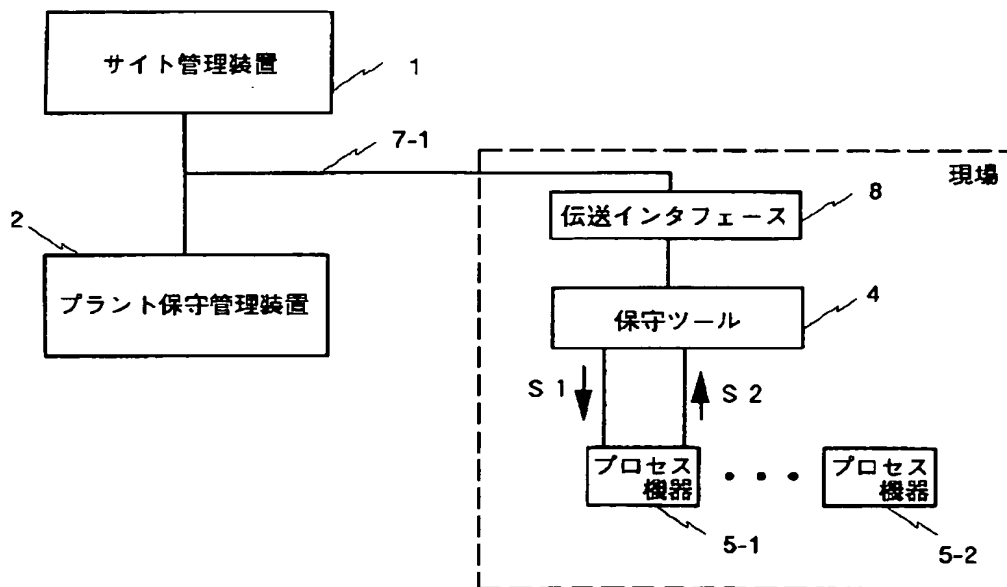 サイト管理装置
1
7-1
現場
伝送インタフェース
8
2
プラント保守管理装置
保守ツール
4
S1
S2
プロセス
機器
・・・
プロセス
機器
5-1
5-2